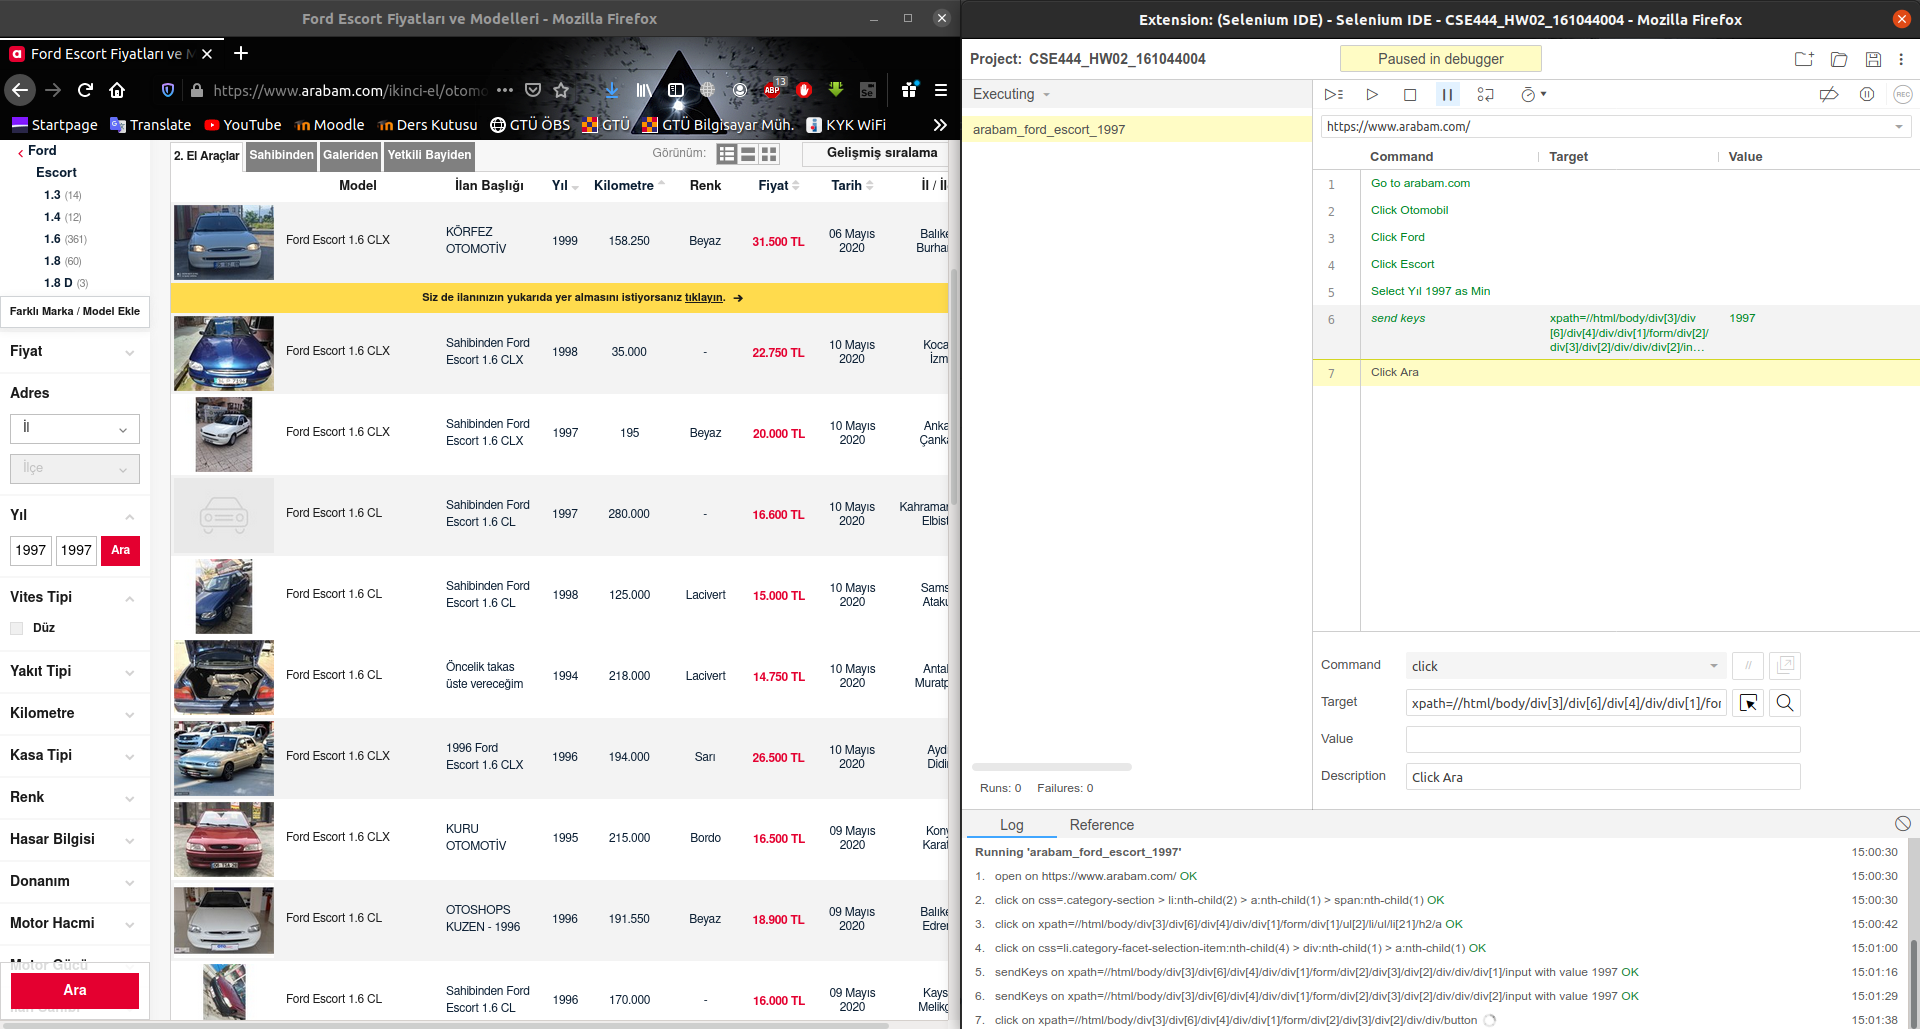 Ford Escort Fiyatları ve Modelleri - Mozilla Firefox
Ford Escort Fiyatları ve M
https://www.arabam.com/ikinci-el/otomo
13
ABP
Startpage Translate YouTube Moodle Ders Kutusu GTÜ ÖBS GTÜ GTÜ Bilgisayar Müh. KYK WiFi
Ford
Escort
1.3 (14)
1.4 (12)
1.6 (361)
1.8 (60)
1.8 D (3)
Farklı Marka / Model Ekle
Fiyat
Adres
İl
İlçe
Yıl
1997 1997 Ara
Vites Tipi
Düz
Yakıt Tipi
Kilometre
Kasa Tipi
Renk
Hasar Bilgisi
Donanım
Motor Hacmi
Motor Gücü
Ara
2. El Araçlar Sahibinden Galeriden Yetkili Bayiden Görünüm: Gelişmiş sıralama
Model İlan Başlığı Yıl Kilometre Renk Fiyat Tarih İl / İl
Ford Escort 1.6 CLX KÖRFEZ OTOMOTİV 1999 158.250 Beyaz 31.500 TL 06 Mayıs 2020 Balıke Burha
Siz de ilanınızın yukarıda yer almasını istiyorsanız tıklayın.
Ford Escort 1.6 CLX Sahibinden Ford Escort 1.6 CLX 1998 35.000 - 22.750 TL 10 Mayıs 2020 Koca İzm
Ford Escort 1.6 CLX Sahibinden Ford Escort 1.6 CLX 1997 195 Beyaz 20.000 TL 10 Mayıs 2020 Anka Çanka
Ford Escort 1.6 CL Sahibinden Ford Escort 1.6 CL 1997 280.000 - 16.600 TL 10 Mayıs 2020 Kahramar Elbist
Ford Escort 1.6 CL Sahibinden Ford Escort 1.6 CL 1998 125.000 Lacivert 15.000 TL 10 Mayıs 2020 Sams Ataku
Ford Escort 1.6 CL Öncelik takas üste vereceğim 1994 218.000 Lacivert 14.750 TL 10 Mayıs 2020 Antal Muratp
Ford Escort 1.6 CLX 1996 Ford Escort 1.6 CLX 1996 194.000 Sarı 26.500 TL 10 Mayıs 2020 Aydı Didi
Ford Escort 1.6 CLX KURU OTOMOTİV 1995 215.000 Bordo 16.500 TL 09 Mayıs 2020 Kony Karat
Ford Escort 1.6 CL OTOSHOPS KUZEN - 1996 1996 191.550 Beyaz 18.900 TL 09 Mayıs 2020 Balıke Edre
Ford Escort 1.6 CL Sahibinden Ford Escort 1.6 CL 1996 170.000 - 16.000 TL 09 Mayıs 2020 Kays Melikg
Extension: (Selenium IDE) - Selenium IDE - CSE444_HW02_161044004 - Mozilla Firefox
Project: CSE444_HW02_161044004
Paused in debugger
Executing
REC
arabam_ford_escort_1997
https://www.arabam.com/
Command Target Value
1 Go to arabam.com
2 Click Otomobil
3 Click Ford
4 Click Escort
5 Select Yıl 1997 as Min
6 send keys xpath=//html/body/div[3]/div 1997
[6]/div[4]/div/div[1]/form/div[2]/
div[3]/div[2]/div/div/div[2]/in...
7 Click Ara
Command click //
Target xpath=//html/body/div[3]/div[6]/div[4]/div/div[1]/for
Value
Description Click Ara
Runs: 0 Failures: 0
Log Reference
Running 'arabam_ford_escort_1997' 15:00:30
1. open on https://www.arabam.com/ OK 15:00:30
2. click on css=.category-section > li:nth-child(2) > a:nth-child(1) > span:nth-child(1) OK 15:00:30
3. click on xpath=//html/body/div[3]/div[6]/div[4]/div/div[1]/form/div[1]/ul[2]/li/ul/li[21]/h2/a OK 15:00:42
4. click on css=li.category-facet-selection-item:nth-child(4) > div:nth-child(1) > a:nth-child(1) OK 15:01:00
5. sendKeys on xpath=//html/body/div[3]/div[6]/div[4]/div/div[1]/form/div[2]/div[3]/div[2]/div/div/div[1]/input with value 1997 OK 15:01:16
6. sendKeys on xpath=//html/body/div[3]/div[6]/div[4]/div/div[1]/form/div[2]/div[3]/div[2]/div/div/div[2]/input with value 1997 OK 15:01:29
7. click on xpath=//html/body/div[3]/div[6]/div[4]/div/div[1]/form/div[2]/div[3]/div[2]/div/div/button 15:01:38